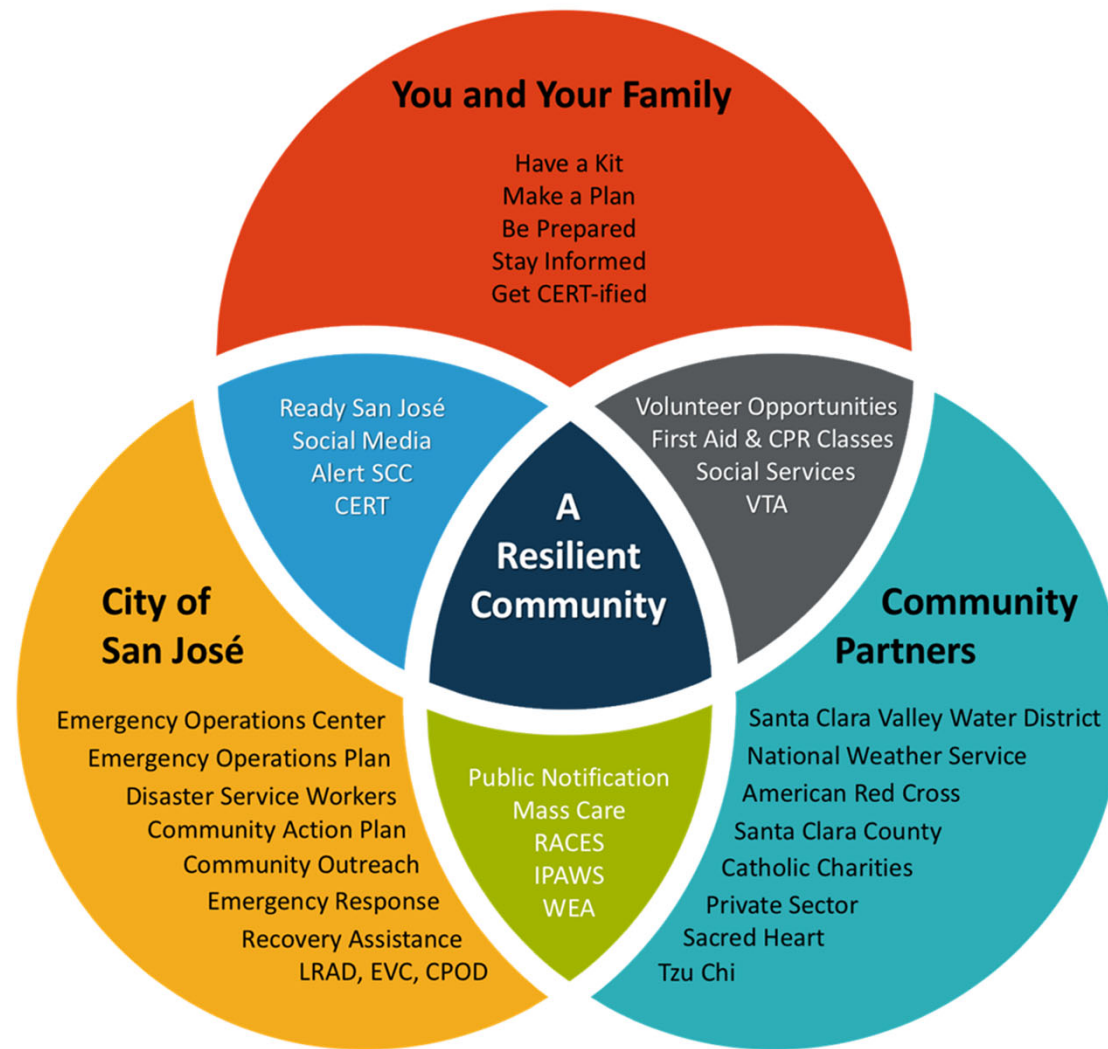 You and Your Family
Have a Kit
Make a Plan
Be Prepared
Stay Informed
Get CERT-ified
Ready San José
Social Media
Alert SCC
CERT
Volunteer Opportunities
First Aid & CPR Classes
Social Services
VTA
A
Resilient
Community
City of
San José
Emergency Operations Center
Emergency Operations Plan
Disaster Service Workers
Community Action Plan
Community Outreach
Emergency Response
Recovery Assistance
LRAD, EVC, CPOD
Public Notification
Mass Care
RACES
IPAWS
WEA
Community
Partners
Santa Clara Valley Water District
National Weather Service
American Red Cross
Santa Clara County
Catholic Charities
Private Sector
Sacred Heart
Tzu Chi